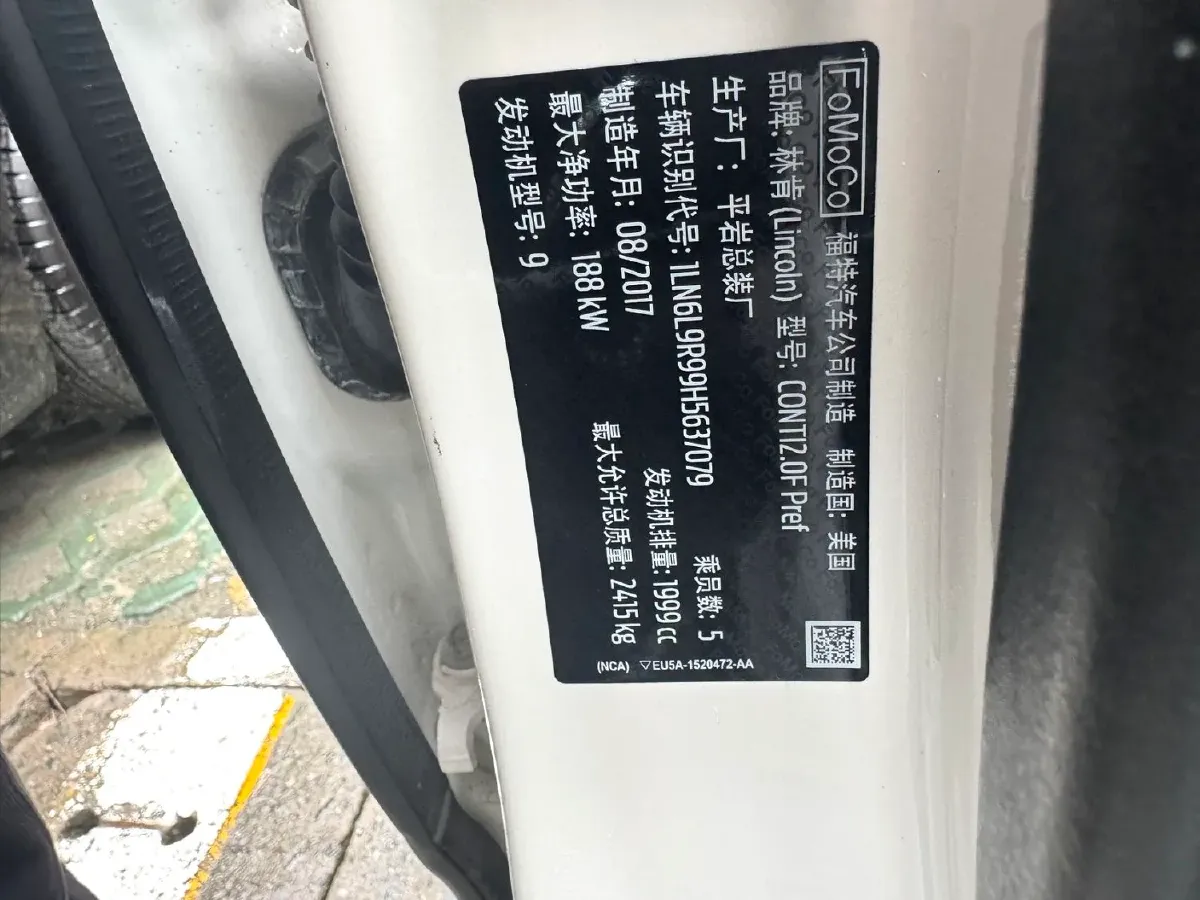 FoMoCo 福特汽车公司制造 制造国: 美国
品牌: 林肯 (Lincoln) 型号: CONTI2.0F Pref
生产厂: 平岩总装厂 乘员数: 5
车辆识别代号: 1LN6L9R99H5637079
发动机排量: 1999 cc
制造年月: 08/2017
最大允许总质量: 2415 kg
最大净功率: 188 kW
发动机型号: 9
(NCA) ▽EU5A-1520472-AA